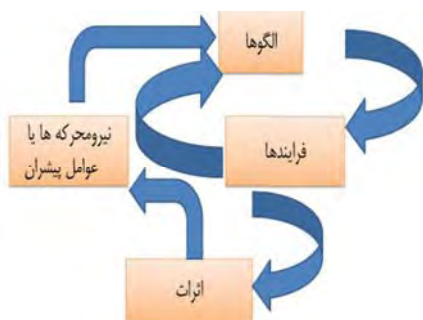 الگوها
نیرومحرکه ها یا
عوامل پیشران
فرایندها
اثرات